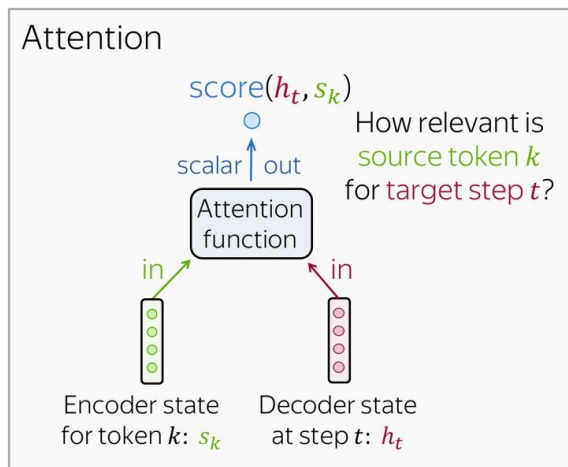 Attention
score(h_t, s_k)
How relevant is
source token k
for target step t?
scalar out
Attention
function
in in
Encoder state
for token k: s_k
Decoder state
at step t: h_t